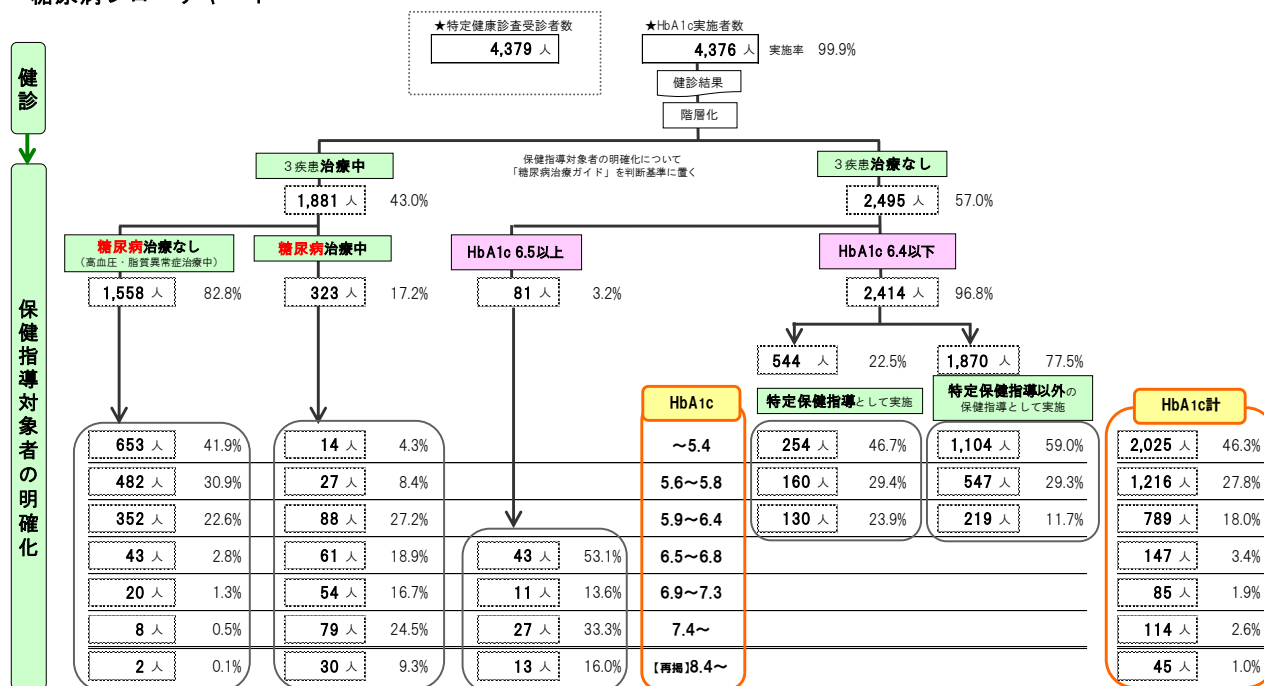 ★特定健康診査受診者数
4,379 人
★HbA1c実施者数
4,376 人 実施率 99.9%
健診結果
階層化
健診
保健指導対象者の明確化
3疾患治療中
1,881 人 43.0%
保健指導対象者の明確化について
「糖尿病治療ガイド」を判断基準に置く
3疾患治療なし
2,495 人 57.0%
糖尿病治療なし
（高血圧・脂質異常症治療中）
1,558 人 82.8%
糖尿病治療中
323 人 17.2%
HbA1c 6.5以上
81 人 3.2%
HbA1c 6.4以下
2,414 人 96.8%
544 人 22.5%
1,870 人 77.5%
特定保健指導として実施
特定保健指導以外の
保健指導として実施
HbA1c
HbA1c計
653 人 41.9% 14 人 4.3% ～5.4 254 人 46.7% 1,104 人 59.0% 2,025 人 46.3%
482 人 30.9% 27 人 8.4% 5.6～5.8 160 人 29.4% 547 人 29.3% 1,216 人 27.8%
352 人 22.6% 88 人 27.2% 5.9～6.4 130 人 23.9% 219 人 11.7% 789 人 18.0%
43 人 2.8% 61 人 18.9% 43 人 53.1% 6.5～6.8 147 人 3.4%
20 人 1.3% 54 人 16.7% 11 人 13.6% 6.9～7.3 85 人 1.9%
8 人 0.5% 79 人 24.5% 27 人 33.3% 7.4～ 114 人 2.6%
2 人 0.1% 30 人 9.3% 13 人 16.0% 【再掲】8.4～ 45 人 1.0%